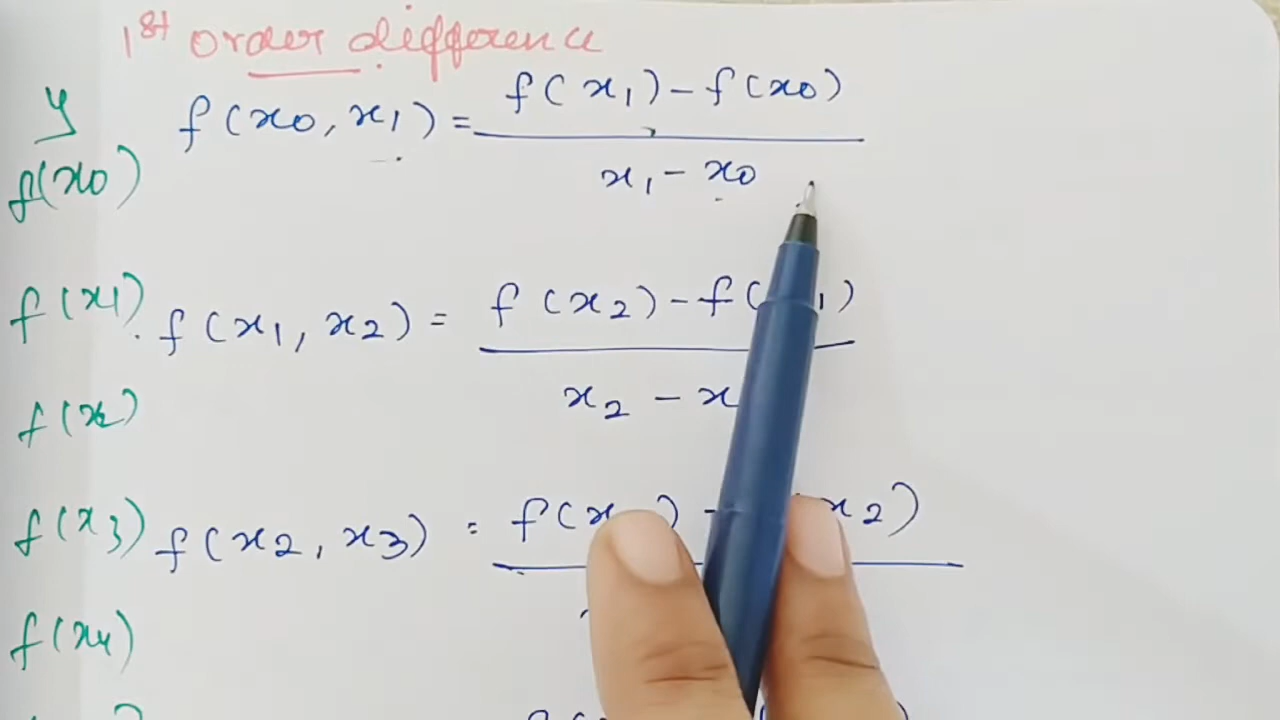 1st order difference
y
f(x0, x1) = f(x1) - f(x0)
x1 - x0
f(x0)
f(x1)
f(x1, x2) = f(x2) - f(
x2 - x
f(x2)
f(x3)
f(x2, x3) = f(x
x2)
f(x4)